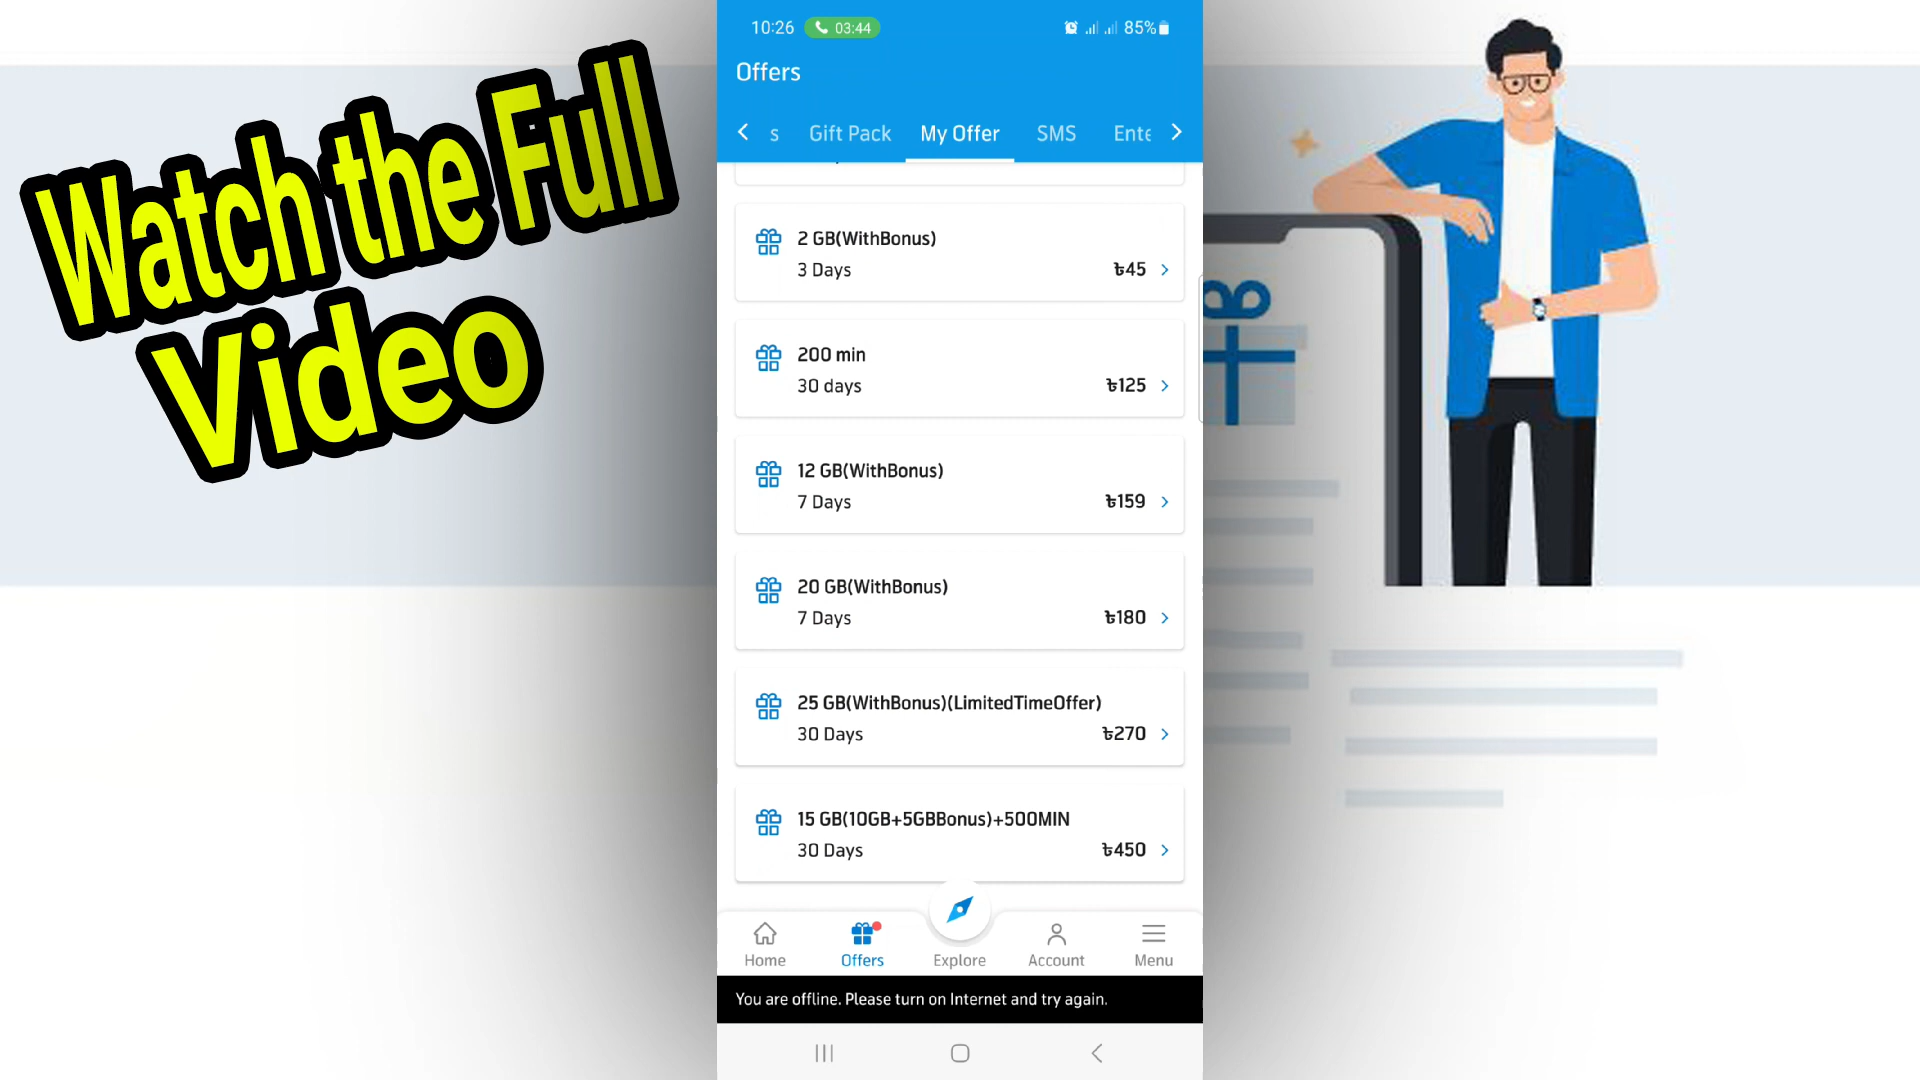 Watch the Full
Video
10:26
03:44
85%
Offers
s
Gift Pack
My Offer
SMS
Ente
2 GB(WithBonus)
3 Days
৳45
200 min
30 days
৳125
12 GB(WithBonus)
7 Days
৳159
20 GB(WithBonus)
7 Days
৳180
25 GB(WithBonus)(LimitedTimeOffer)
30 Days
৳270
15 GB(10GB+5GBBonus)+500MIN
30 Days
৳450
Home
Offers
Explore
Account
Menu
You are offline. Please turn on Internet and try again.